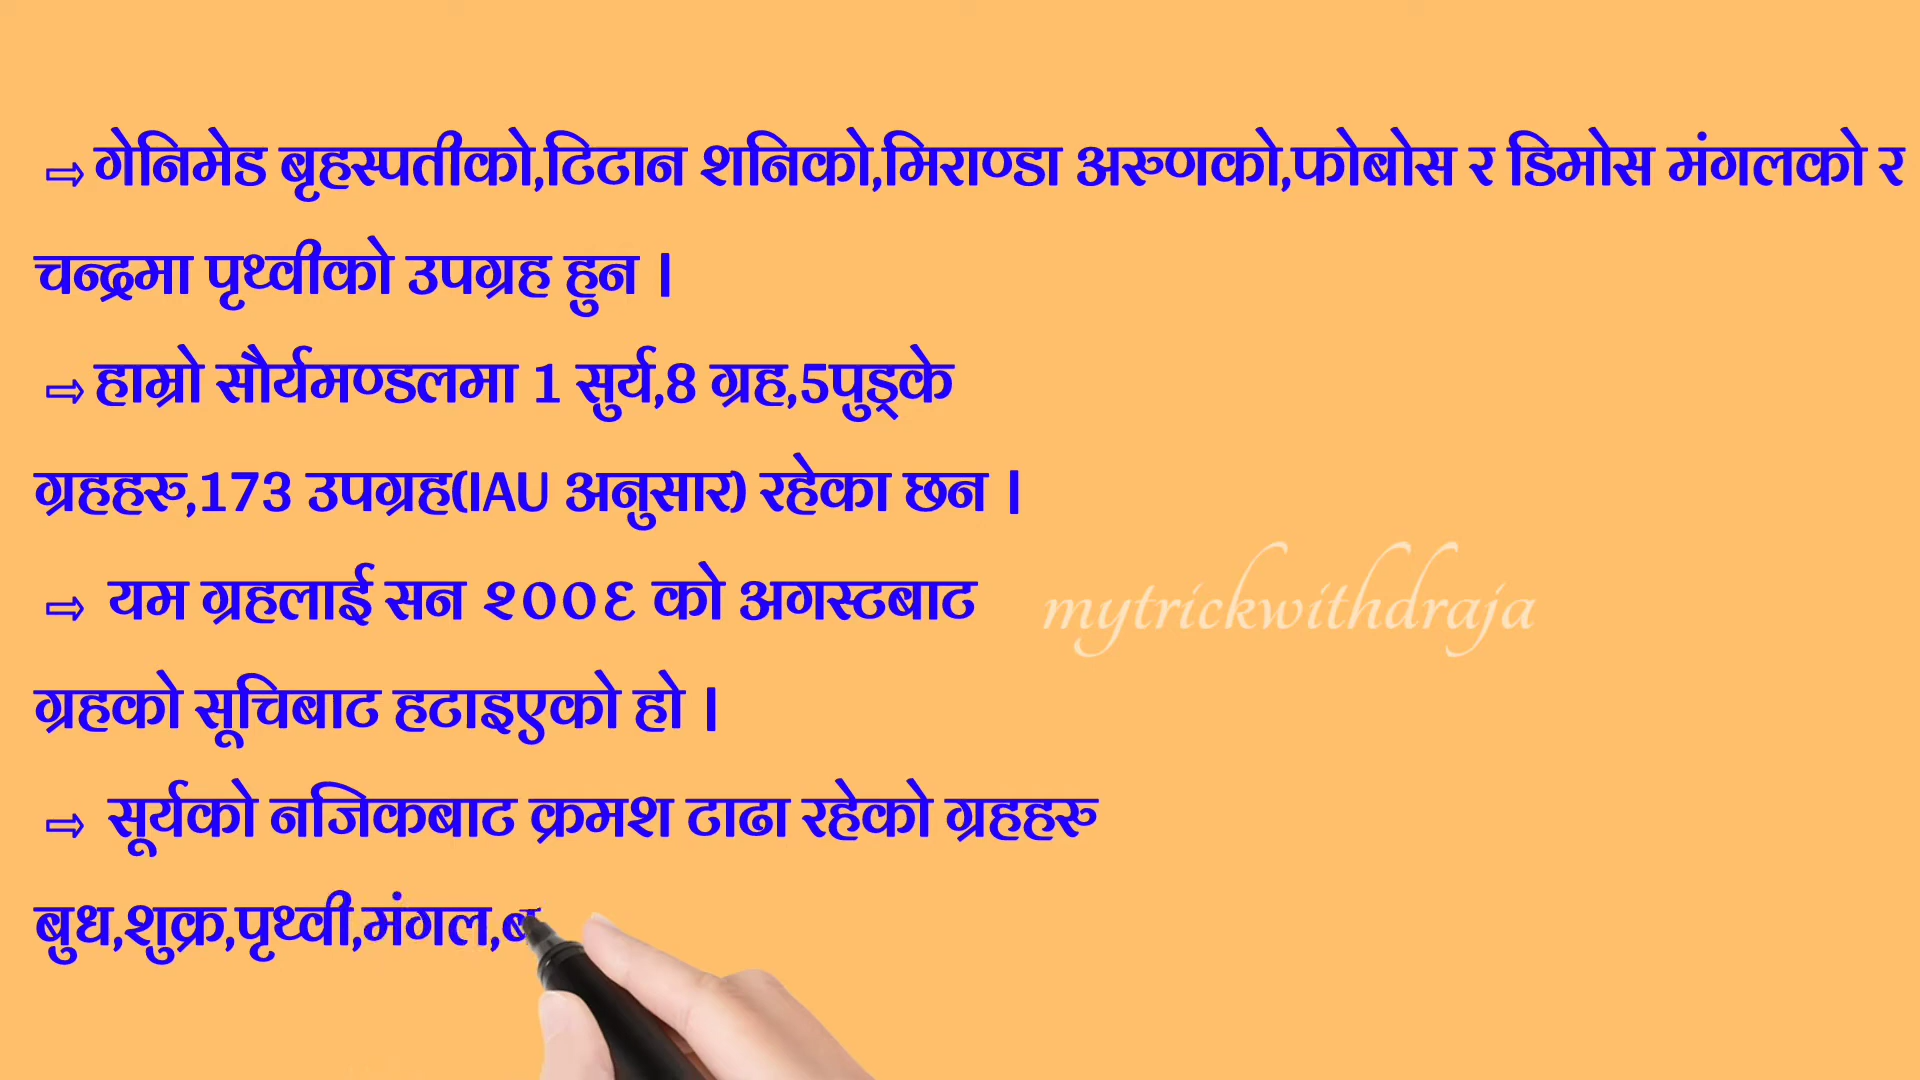 ⇨गेनिमेड बृहस्पतीको,टिटान शनिको,मिराण्डा अरुणको,फोबोस र डिमोस मंगलको र
चन्द्रमा पृथ्वीको उपग्रह हुन ।
⇨हाम्रो सौर्यमण्डलमा 1 सुर्य,8 ग्रह,5पुड्के
ग्रहहरु,173 उपग्रह(IAU अनुसार) रहेका छन ।
⇨ यम ग्रहलाई सन २००६ को अगस्टबाट
mytrickwithdraja
ग्रहको सूचिबाट हटाइएको हो ।
⇨ सूर्यको नजिकबाट क्रमश टाढा रहेको ग्रहहरु
बुध,शुक्र,पृथ्वी,मंगल,